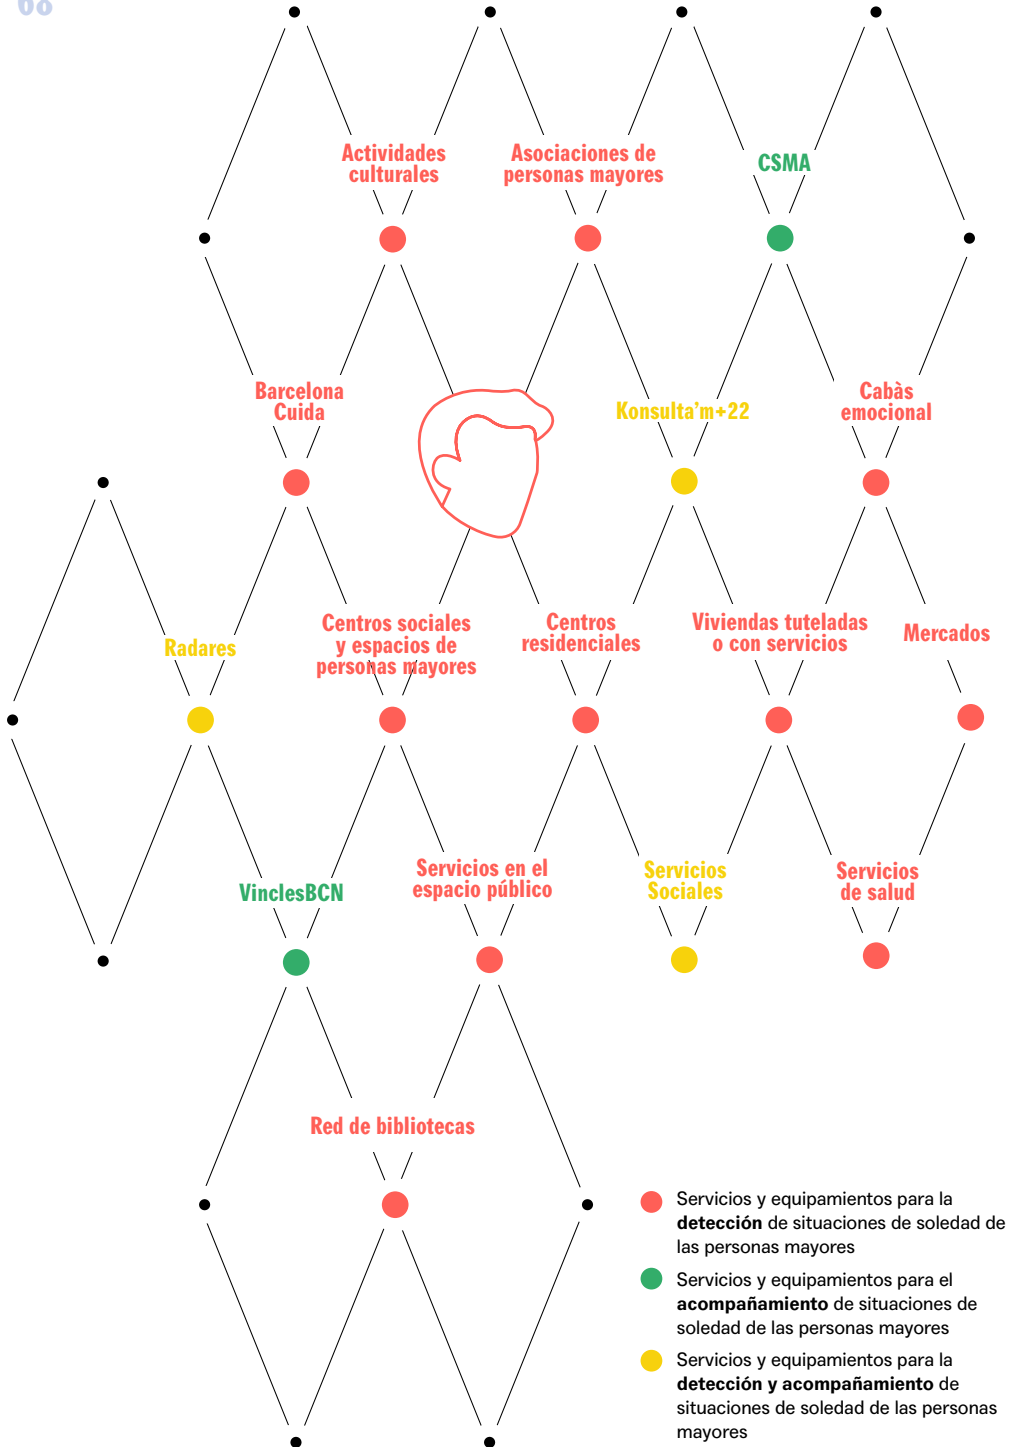 68
Actividades
culturales
Asociaciones de
personas mayores
CSMA
Barcelona
Cuida
Konsulta'm+22
Cabàs
emocional
Radares
Centros sociales
y espacios de
personas mayores
Centros
residenciales
Viviendas tuteladas
o con servicios
Mercados
VinclesBCN
Servicios en el
espacio público
Servicios
Sociales
Servicios
de salud
Red de bibliotecas
Servicios y equipamientos para la
detección de situaciones de soledad de
las personas mayores
Servicios y equipamientos para el
acompañamiento de situaciones de
soledad de las personas mayores
Servicios y equipamientos para la
detección y acompañamiento de
situaciones de soledad de las personas
mayores